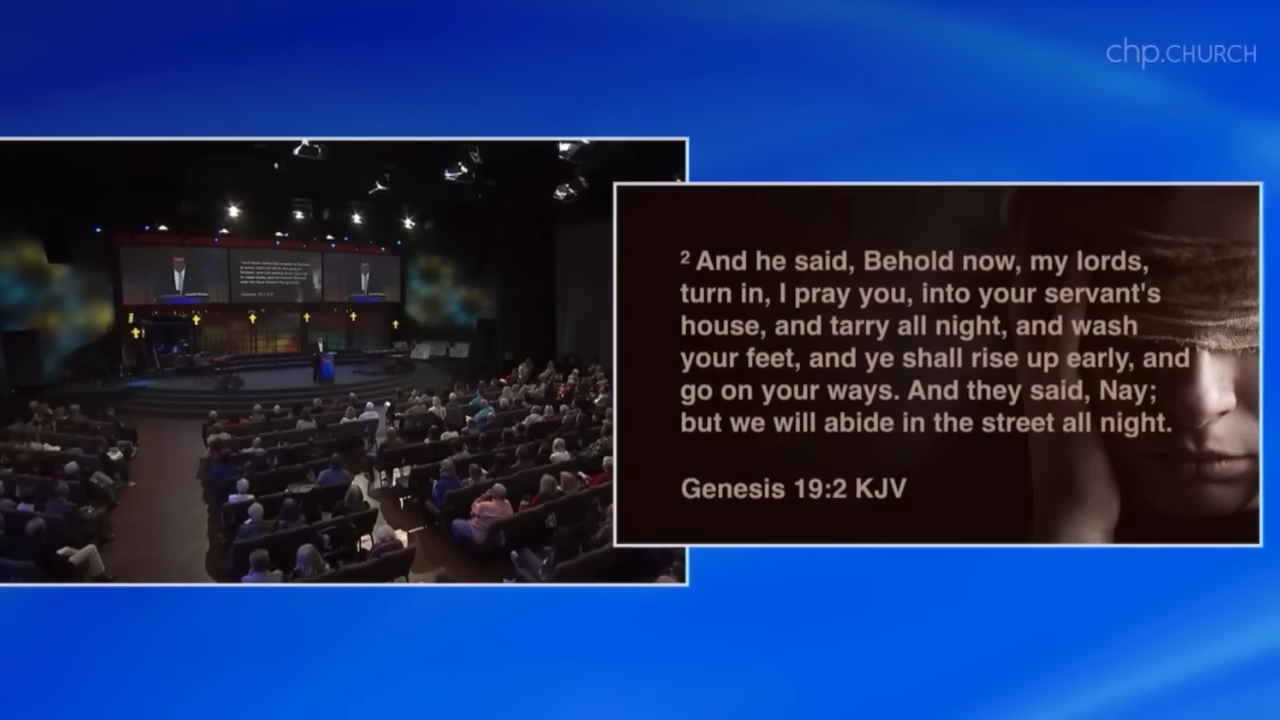 chp.CHURCH
² And he said, Behold now, my lords,
turn in, I pray you, into your servant's
house, and tarry all night, and wash
your feet, and ye shall rise up early, and
go on your ways. And they said, Nay;
but we will abide in the street all night.
Genesis 19:2 KJV